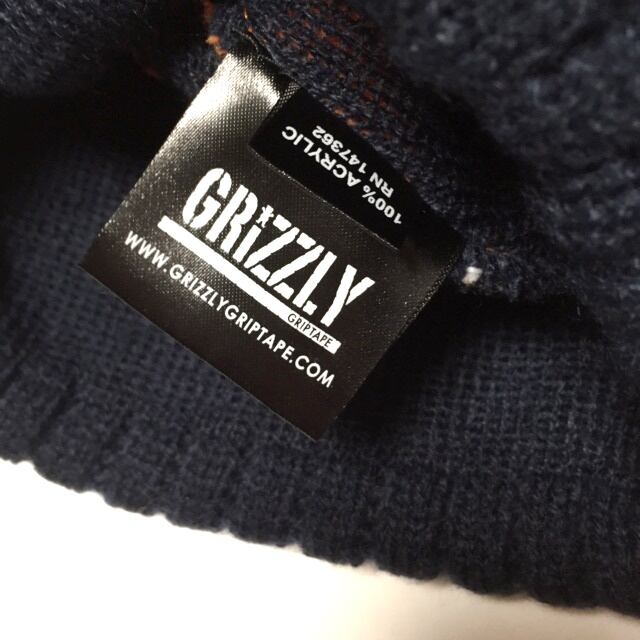 100% ACRYLIC
RN 147362
GRiZZLY
GRIPTAPE
WWW.GRIZZLYGRIPTAPE.COM